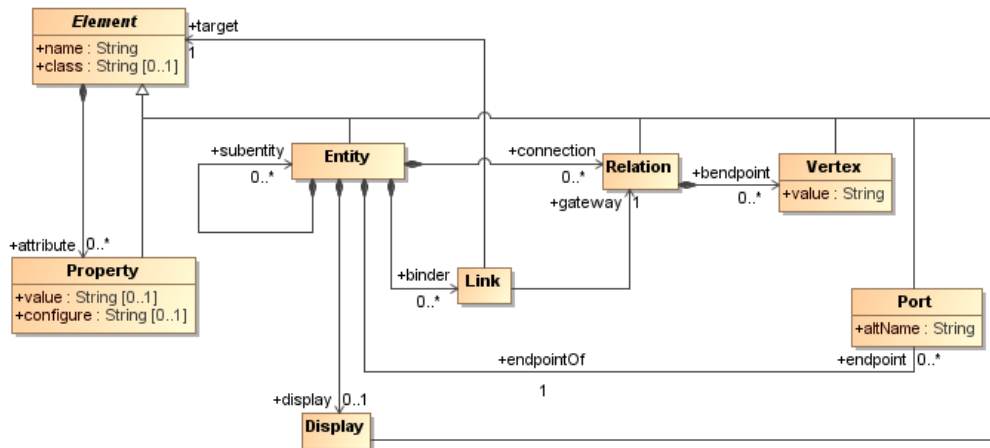 Element
+name : String
+class : String [0..1]
+target
1
+subentity
0..*
Entity
+connection
0..*
Relation
+bendpoint
0..*
Vertex
+value : String
+gateway
1
+attribute
0..*
Property
+value : String [0..1]
+configure : String [0..1]
+binder
0..*
Link
Port
+altName : String
+endpointOf
1
+endpoint
0..*
+display
0..1
Display